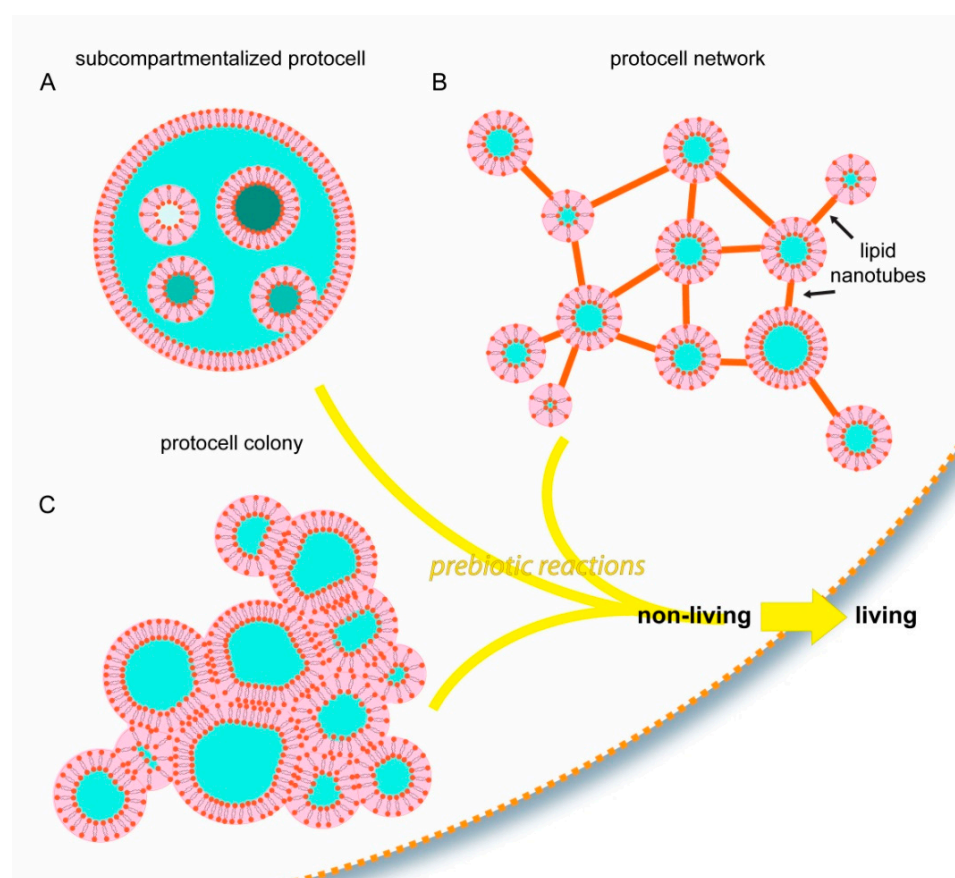 subcompartmentalized protocell
A
protocell network
B
lipid
nanotubes
protocell colony
C
prebiotic reactions
non-living
living